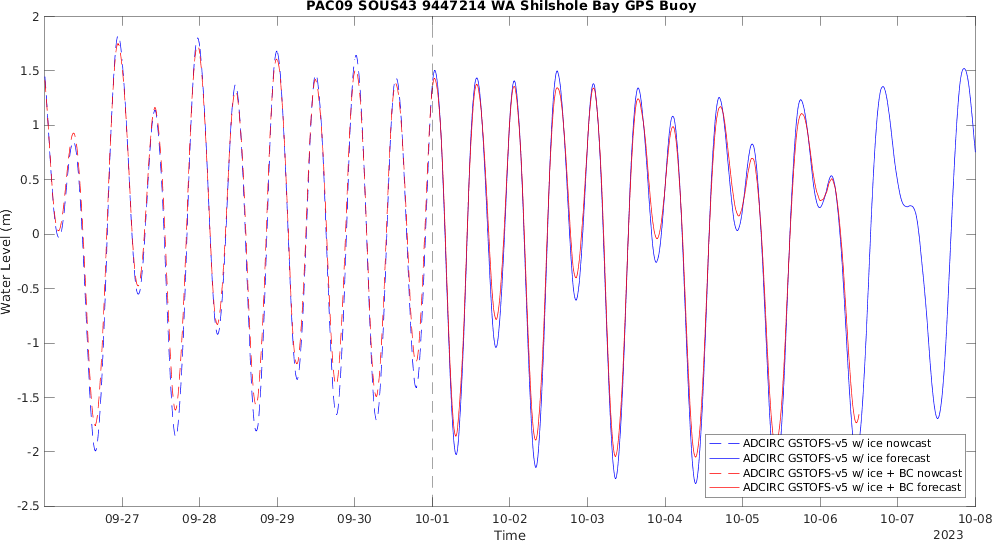 PAC09 SOUS43 9447214 WA Shilshole Bay GPS Buoy
2
1.5
1
0.5
0
-0.5
-1
-1.5
-2
-2.5
Water Level (m)
ADCIRC GSTOFS-v5 w/ ice nowcast
ADCIRC GSTOFS-v5 w/ ice forecast
ADCIRC GSTOFS-v5 w/ ice + BC nowcast
ADCIRC GSTOFS-v5 w/ ice + BC forecast
09-27 09-28 09-29 09-30 10-01 10-02 10-03 10-04 10-05 10-06 10-07 10-08
Time
2023